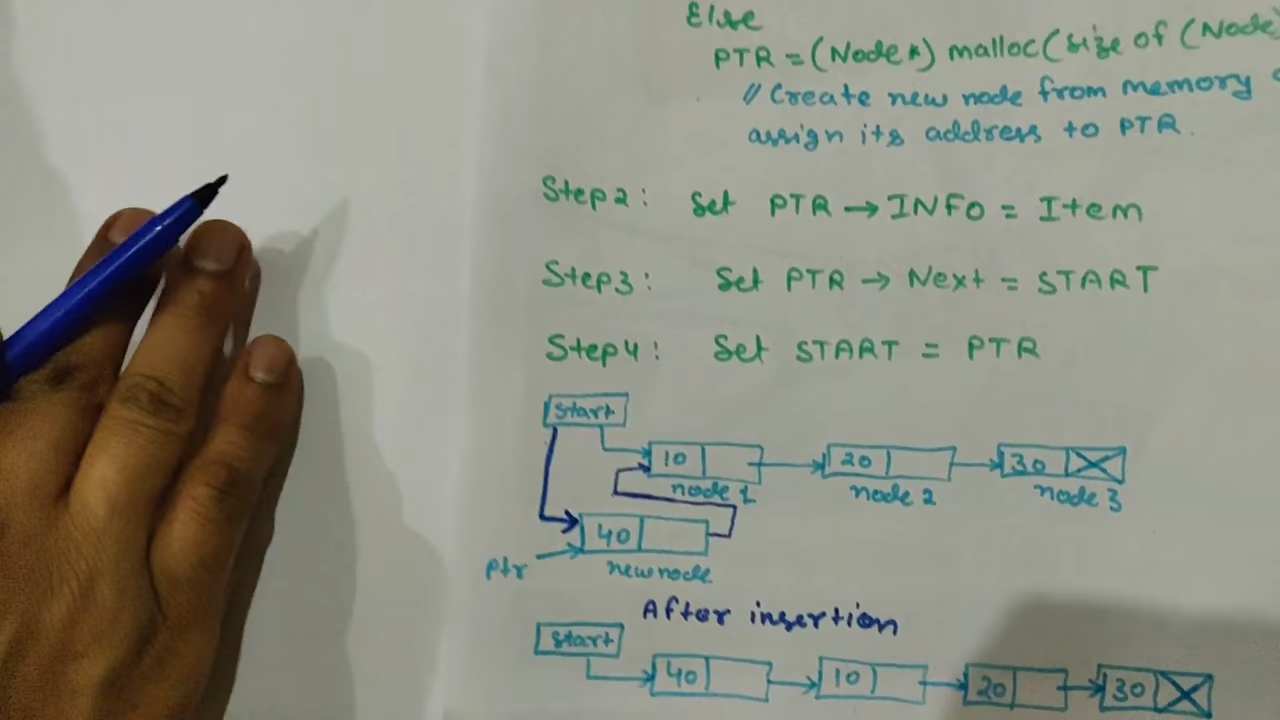 Else
PTR = (Node*) malloc(size of (Node)
// Create new node from memory
assign its address to PTR.
Step2: Set PTR → INFO = Item
Step3: Set PTR → Next = START
Step4: Set START = PTR
Start
10 20 30
node 1 node 2 node 3
40
ptr newnode
After insertion
Start
40 10 20 30